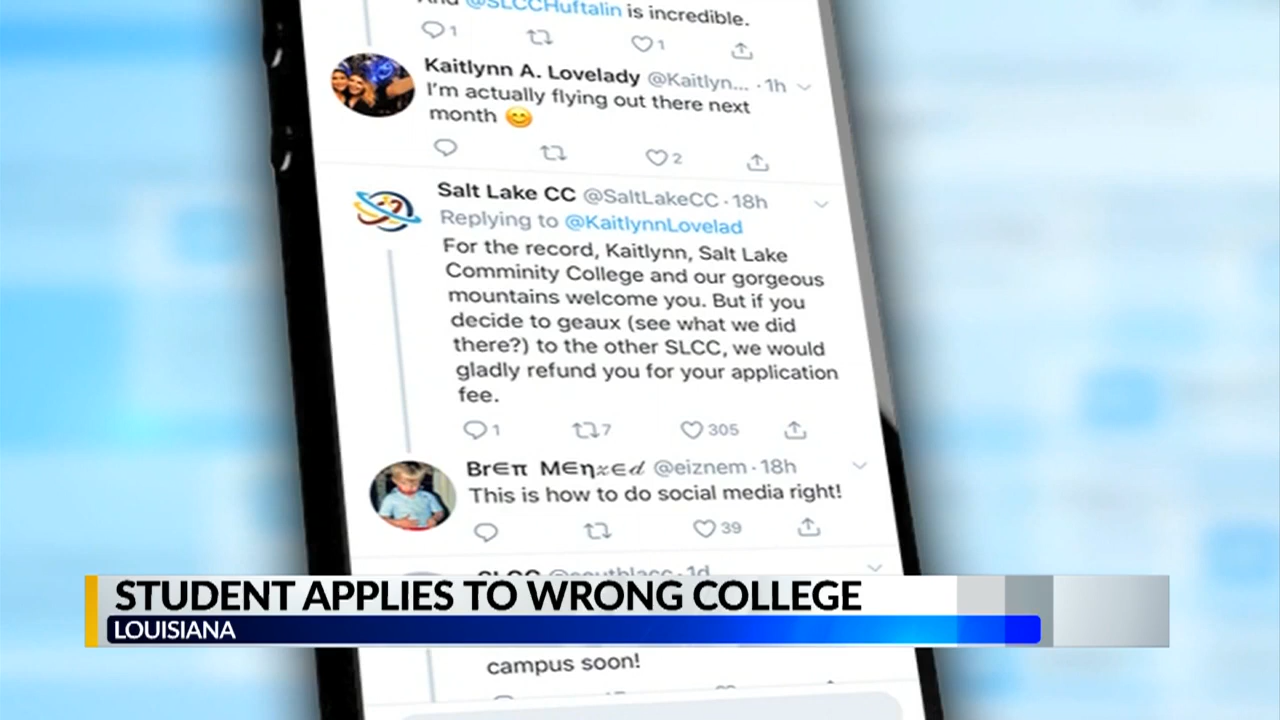 And @SLCCHuftalin is incredible.
1 1
Kaitlynn A. Lovelady @Kaitlyn... · 1h
I'm actually flying out there next
month 😊
2
Salt Lake CC @SaltLakeCC · 18h
Replying to @KaitlynnLovelad
For the record, Kaitlynn, Salt Lake
Comminity College and our gorgeous
mountains welcome you. But if you
decide to geaux (see what we did
there?) to the other SLCC, we would
gladly refund you for your application
fee.
1 7 305
Br∈π M∈η𝓏∈𝒹 @eiznem · 18h
This is how to do social media right!
39
SLCC @southlacc · 1d
STUDENT APPLIES TO WRONG COLLEGE
LOUISIANA
campus soon!